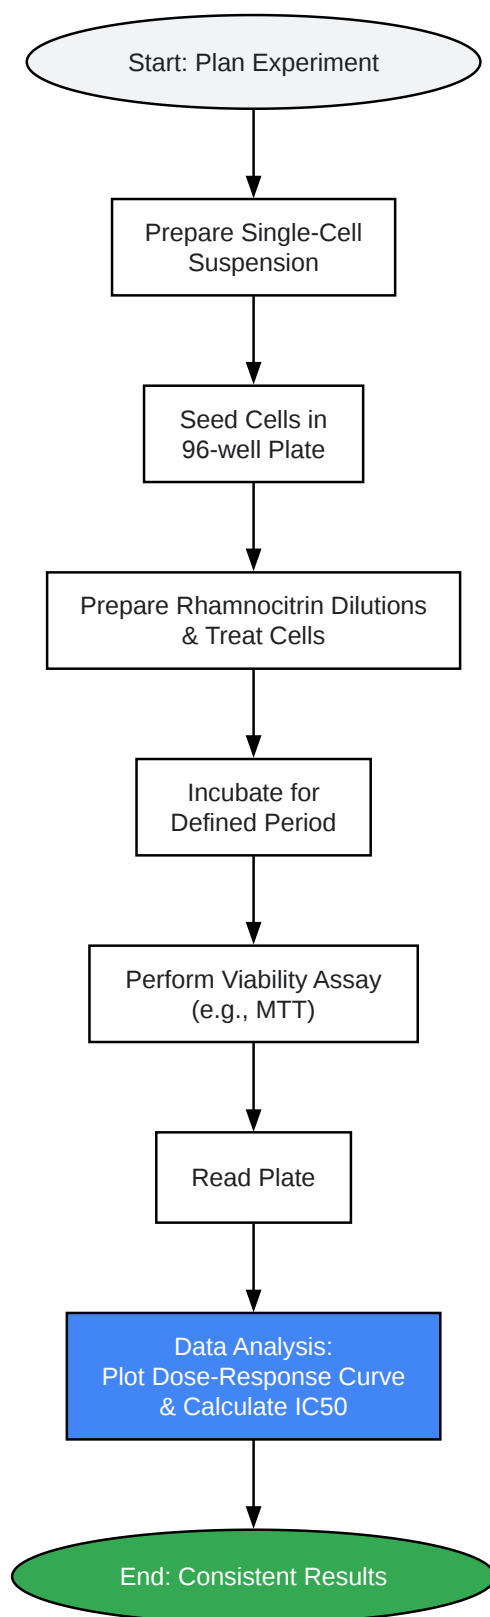 Start: Plan Experiment
Prepare Single-Cell
Suspension
Seed Cells in
96-well Plate
Prepare Rhamnocitrin Dilutions
& Treat Cells
Incubate for
Defined Period
Perform Viability Assay
(e.g., MTT)
Read Plate
Data Analysis:
Plot Dose-Response Curve
& Calculate IC50
End: Consistent Results